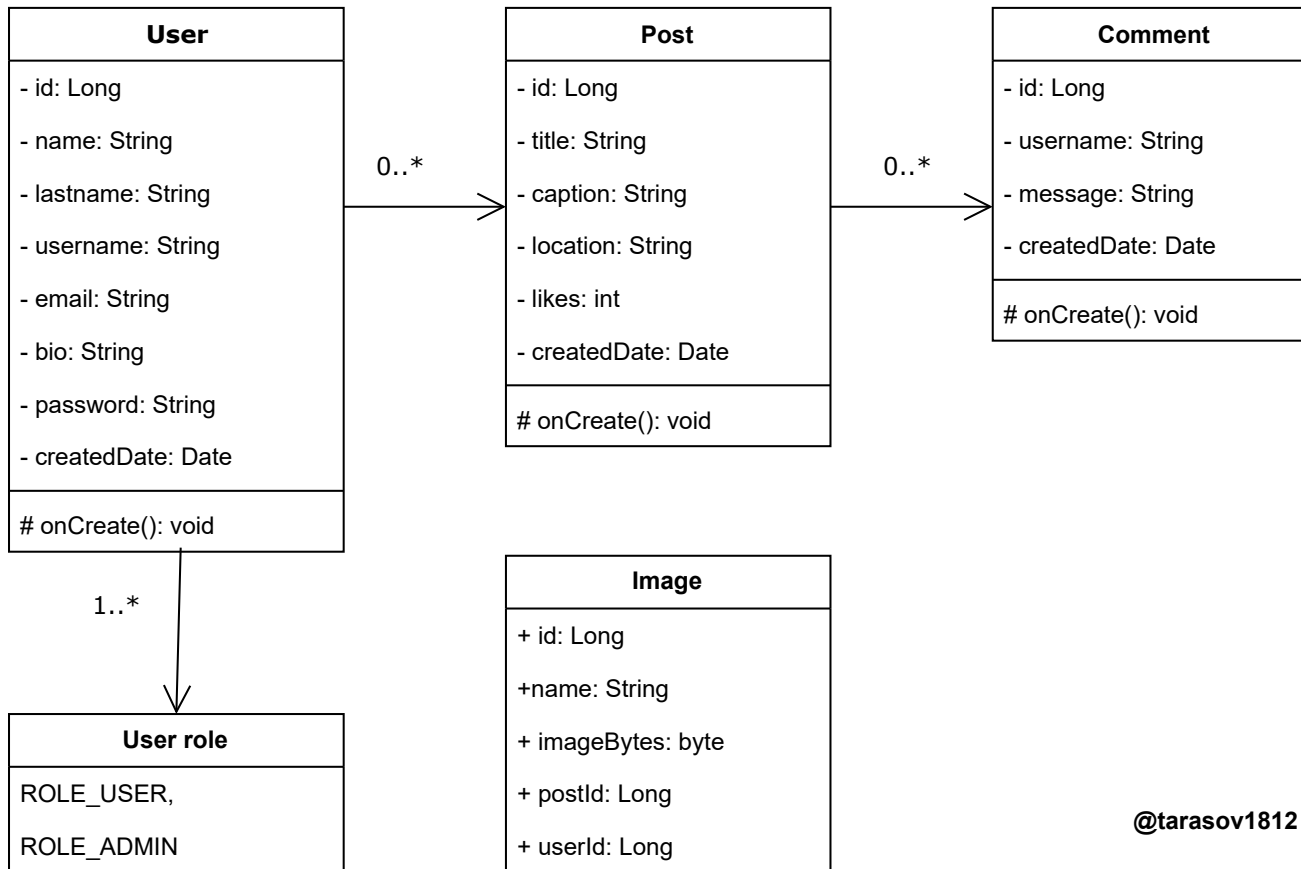 User
- id: Long
- name: String
- lastname: String
- username: String
- email: String
- bio: String
- password: String
- createdDate: Date
# onCreate(): void
0..*
Post
- id: Long
- title: String
- caption: String
- location: String
- likes: int
- createdDate: Date
# onCreate(): void
0..*
Comment
- id: Long
- username: String
- message: String
- createdDate: Date
# onCreate(): void
1..*
User role
ROLE_USER,
ROLE_ADMIN
Image
+ id: Long
+name: String
+ imageBytes: byte
+ postId: Long
+ userId: Long
@tarasov1812